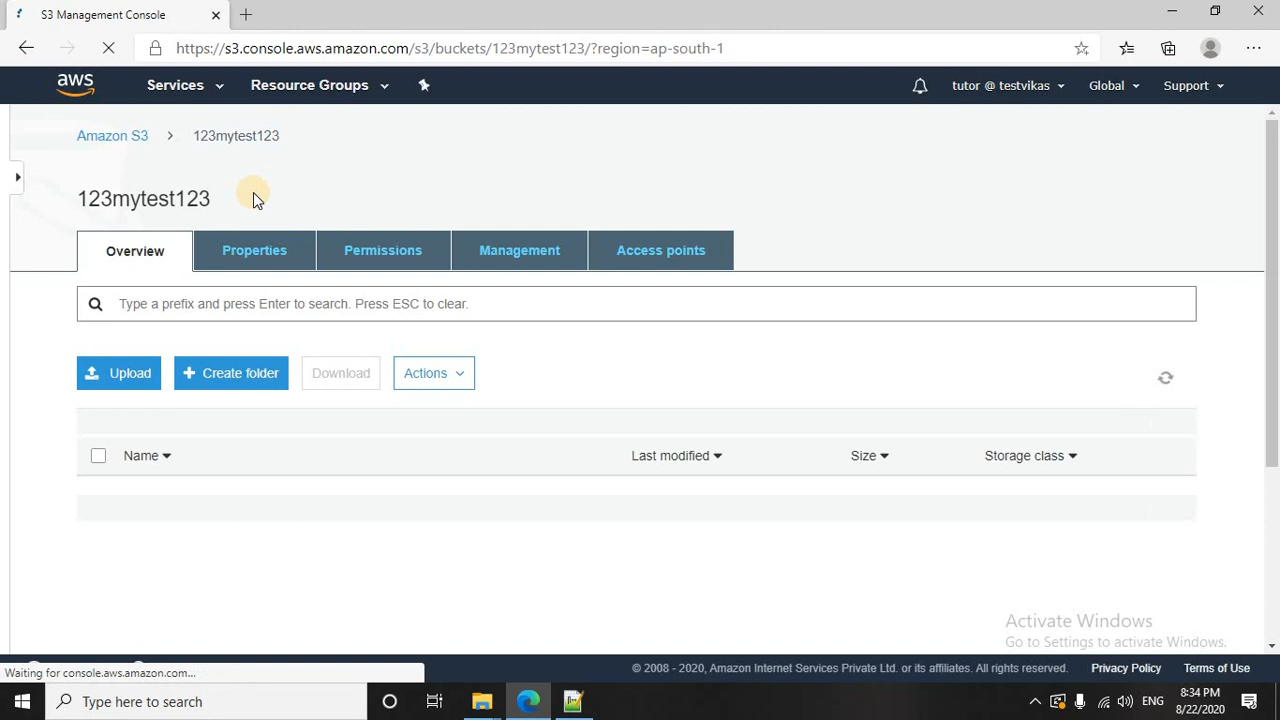 S3 Management Console
https://s3.console.aws.amazon.com/s3/buckets/123mytest123/?region=ap-south-1
aws Services Resource Groups tutor @ testvikas Global Support
Amazon S3 123mytest123
123mytest123
Overview Properties Permissions Management Access points
Type a prefix and press Enter to search. Press ESC to clear.
Upload Create folder Download Actions
Name Last modified Size Storage class
Activate Windows
Go to Settings to activate Windows.
Waiting for console.aws.amazon.com...
© 2008 - 2020, Amazon Internet Services Private Ltd. or its affiliates. All rights reserved. Privacy Policy Terms of Use
Type here to search ENG 8:34 PM
8/22/2020